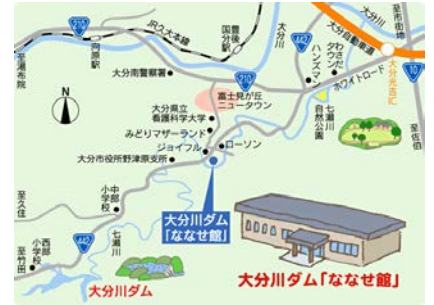 210
JR久大本線
向原駅
豊後
国分駅
大分川
442
わさだ
タウン
ハンズマン
大分川
大分自動車道
至市街地
10
大分光吉IC
至湯布院
大分南警察署
210
ホワイトロード
富士見が丘
ニュータウン
大分県立
看護科学大学
みどりマザーランド
ジョイフル
ローソン
七瀬川
自然公園
至佐伯
N
大分市役所野津原支所
中部
小学校
至久住
七瀬川
大分川ダム
「ななせ館」
西部
小学校
442
至竹田
大分川ダム
大分川ダム「ななせ館」